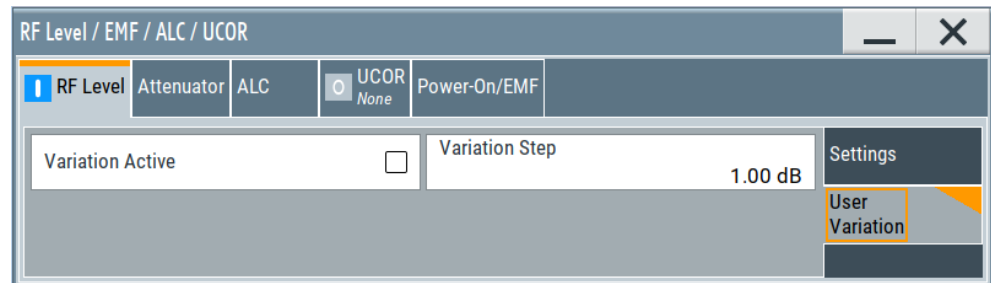 RF Level / EMF / ALC / UCOR
RF Level
Attenuator
ALC
UCOR
None
Power-On/EMF
Variation Active
Variation Step
1.00 dB
Settings
User
Variation